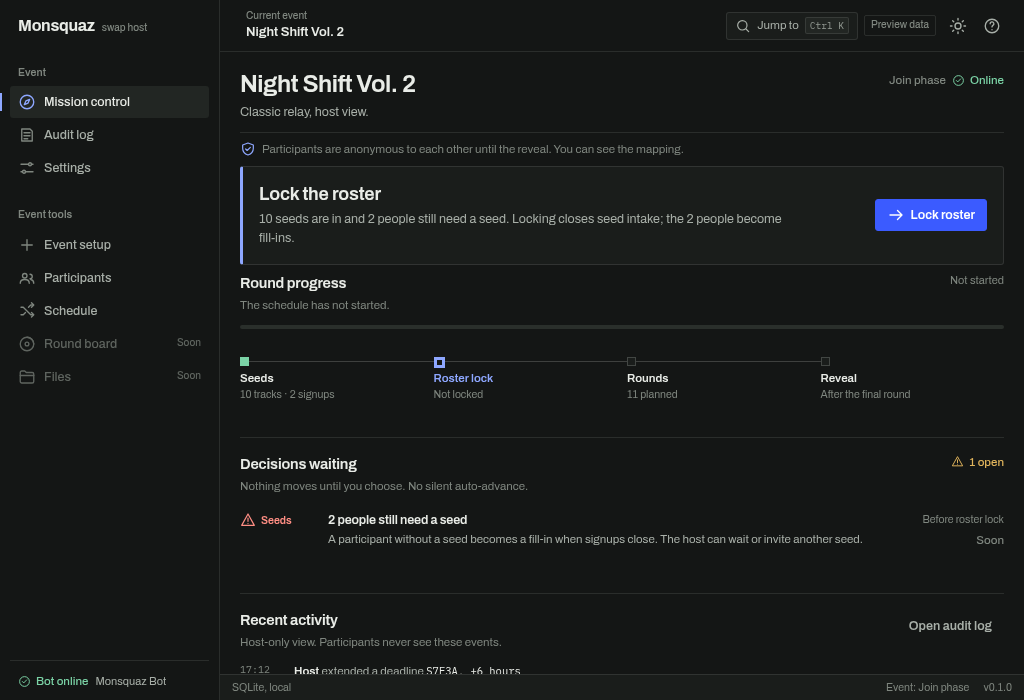 Monsquaz swap host
Event
Mission control
Audit log
Settings
Event tools
Event setup
Participants
Schedule
Round board Soon
Files Soon
Bot online Monsquaz Bot
Current event
Night Shift Vol. 2
Jump to Ctrl K
Preview data
Night Shift Vol. 2
Join phase Online
Classic relay, host view.
Participants are anonymous to each other until the reveal. You can see the mapping.
Lock the roster
10 seeds are in and 2 people still need a seed. Locking closes seed intake; the 2 people become
fill-ins.
Lock roster
Round progress
Not started
The schedule has not started.
Seeds
10 tracks · 2 signups
Roster lock
Not locked
Rounds
11 planned
Reveal
After the final round
Decisions waiting
1 open
Nothing moves until you choose. No silent auto-advance.
Seeds
2 people still need a seed
Before roster lock
A participant without a seed becomes a fill-in when signups close. The host can wait or invite another seed.
Soon
Recent activity
Open audit log
Host-only view. Participants never see these events.
17:12 Host extended a deadline S7E3A, +6 hours
SQLite, local
Event: Join phase v0.1.0